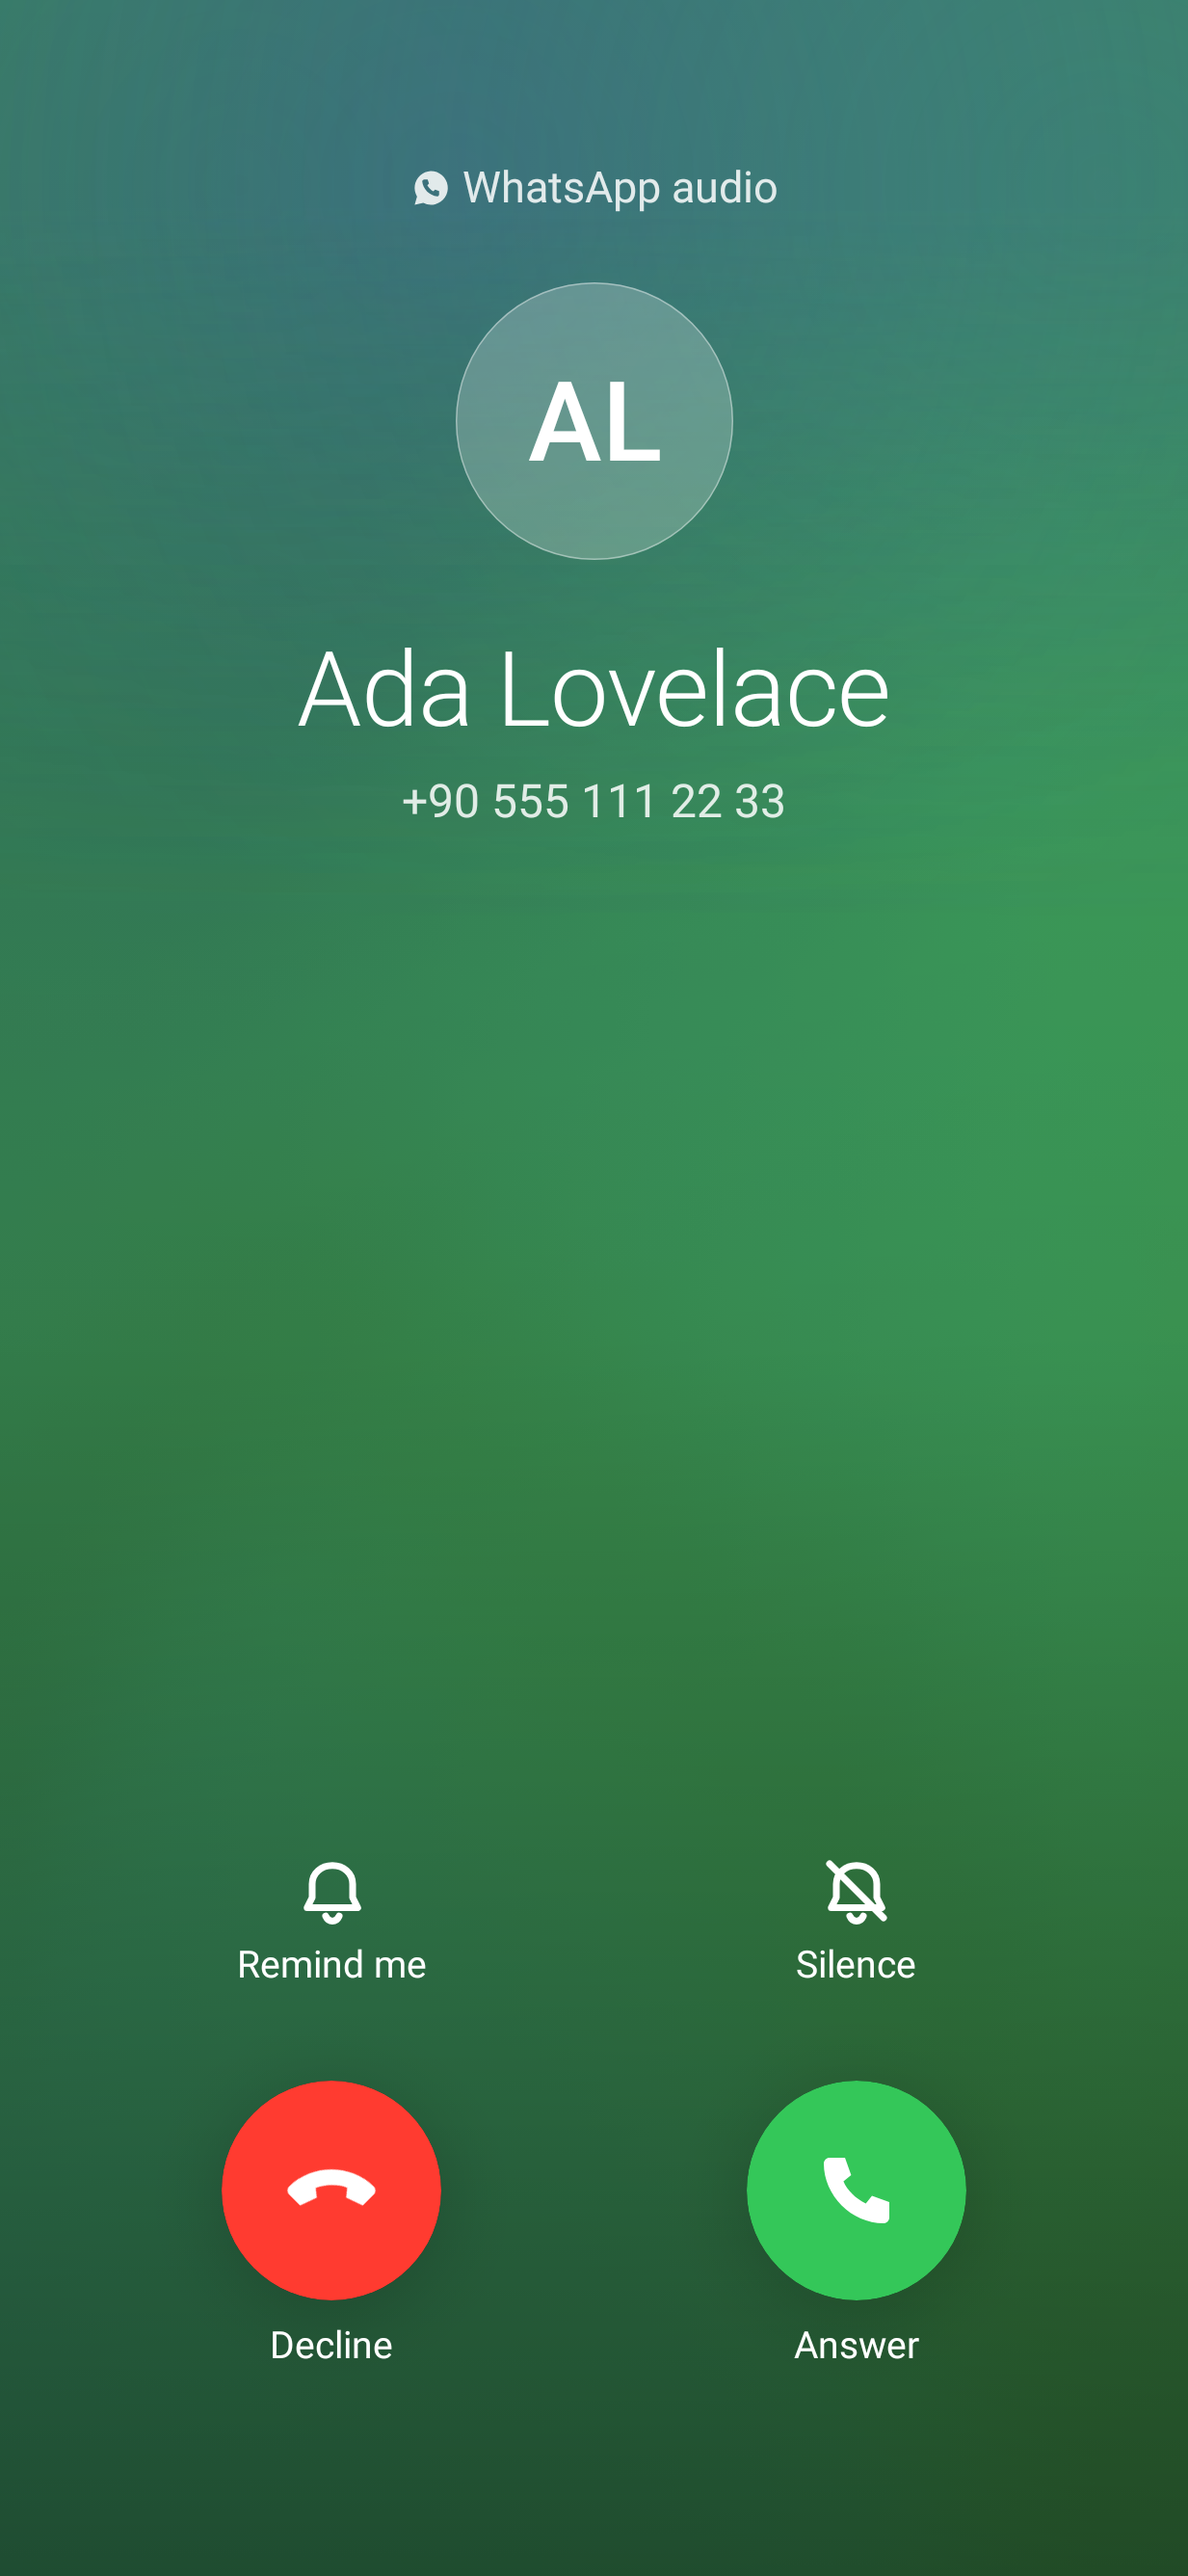 WhatsApp audio
AL
Ada Lovelace
+90 555 111 22 33
Remind me
Silence
Decline
Answer